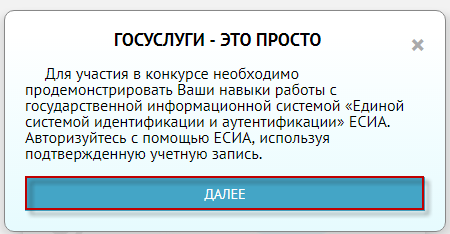 ГОСУСЛУГИ - ЭТО ПРОСТО
Для участия в конкурсе необходимо
продемонстрировать Ваши навыки работы с
государственной информационной системой «Единой
системой идентификации и аутентификации» ЕСИА.
Авторизуйтесь с помощью ЕСИА, используя
подтвержденную учетную запись.
ДАЛЕЕ